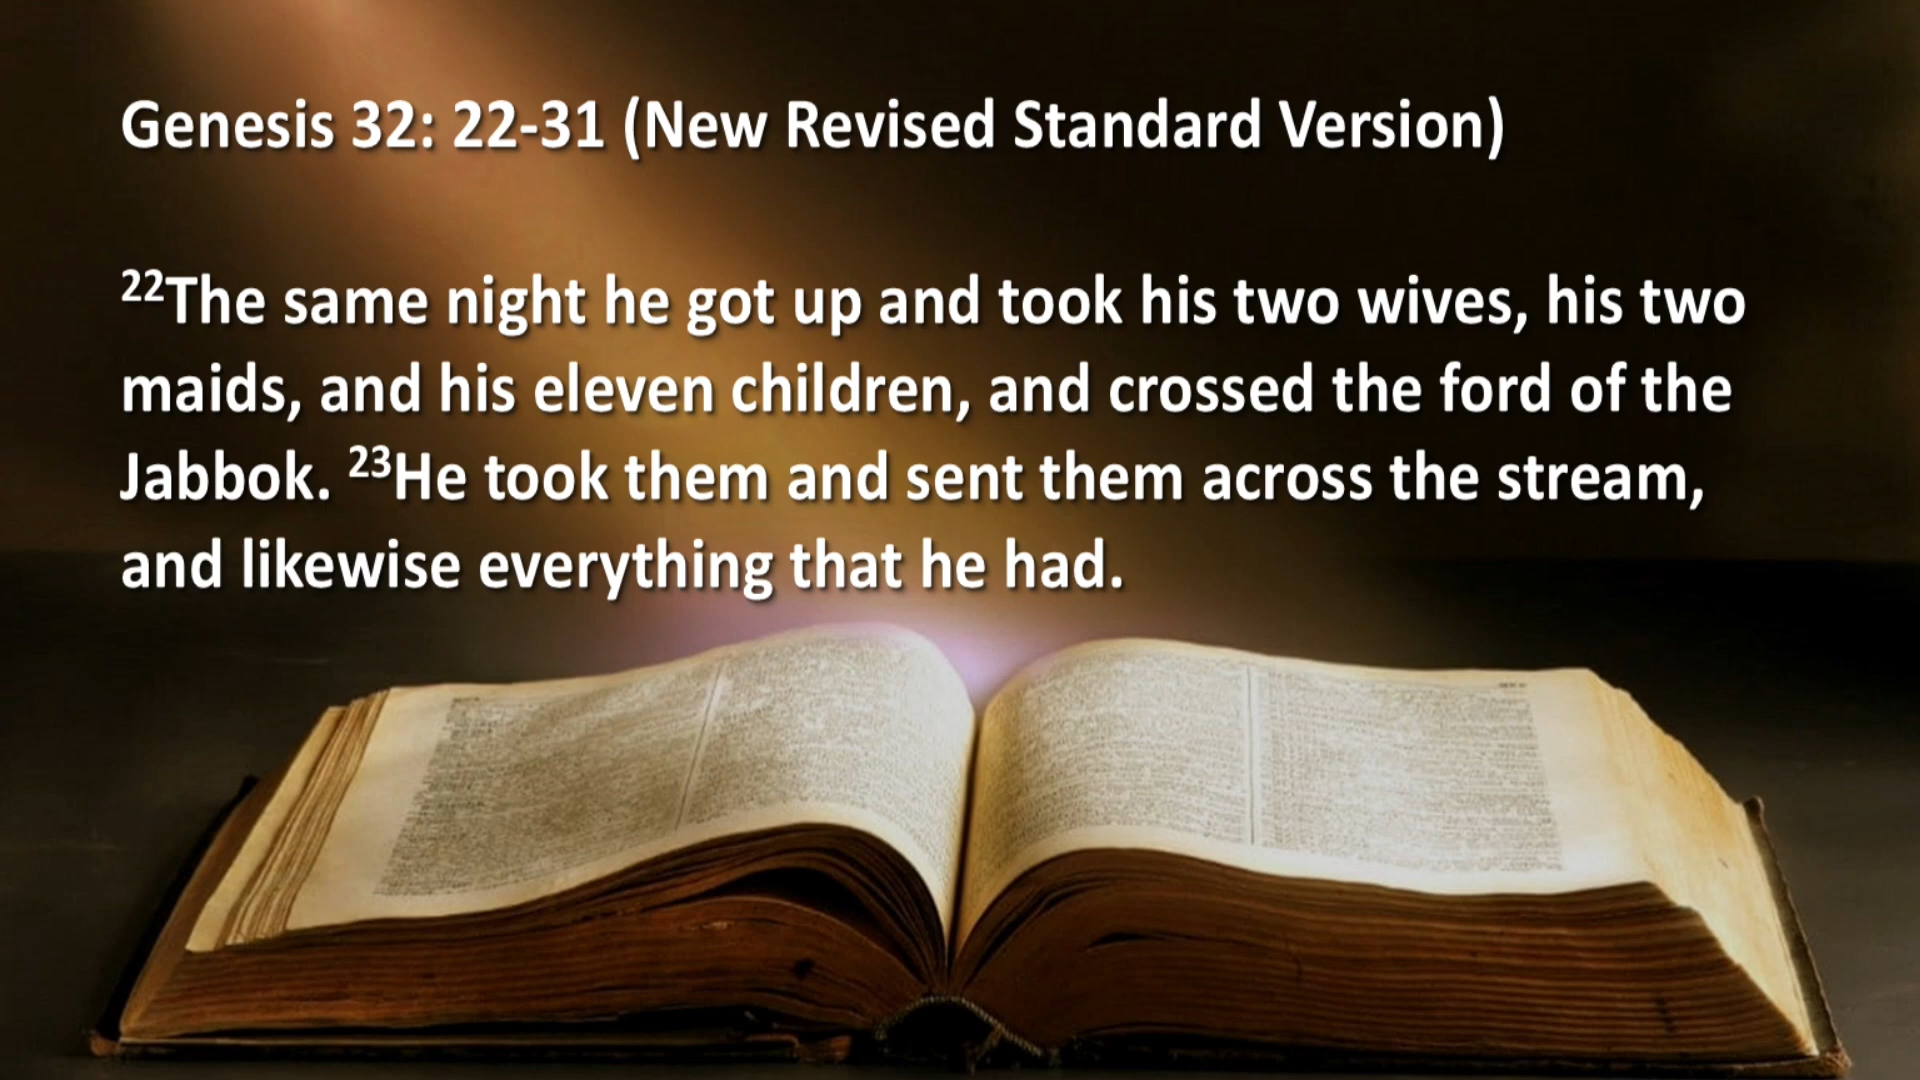 Genesis 32: 22-31 (New Revised Standard Version)
²²The same night he got up and took his two wives, his two
maids, and his eleven children, and crossed the ford of the
Jabbok. ²³He took them and sent them across the stream,
and likewise everything that he had.